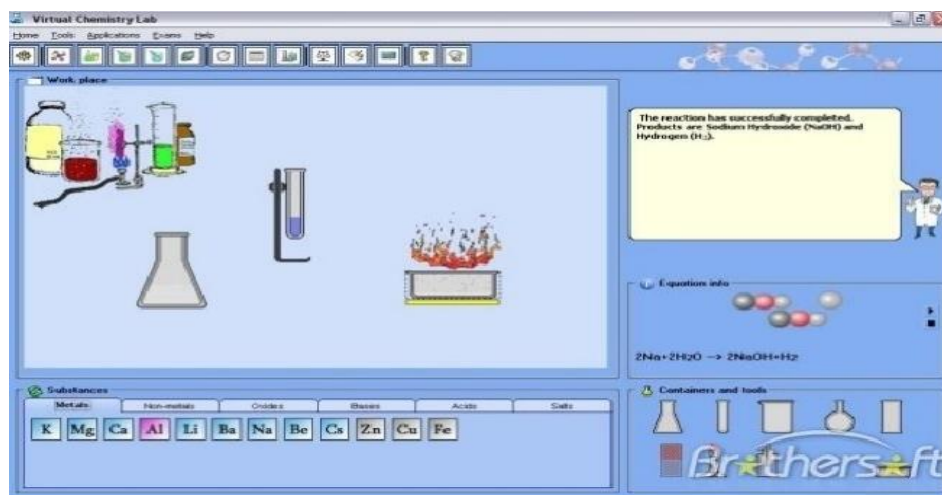 Virtual Chemistry Lab
Home Tools Applications Exams Help
Work place
The reaction has successfully completed.
Products are Sodium Hydroxide (NaOH) and
Hydrogen (H₂).
Equation info
2Na+2H₂O -> 2NaOH+H₂
Substances
Metals Non-metals Oxides Bases Acids Salts
K Mg Ca Al Li Ba Na Be Cs Zn Cu Fe
Containers and tools
Brothersoft